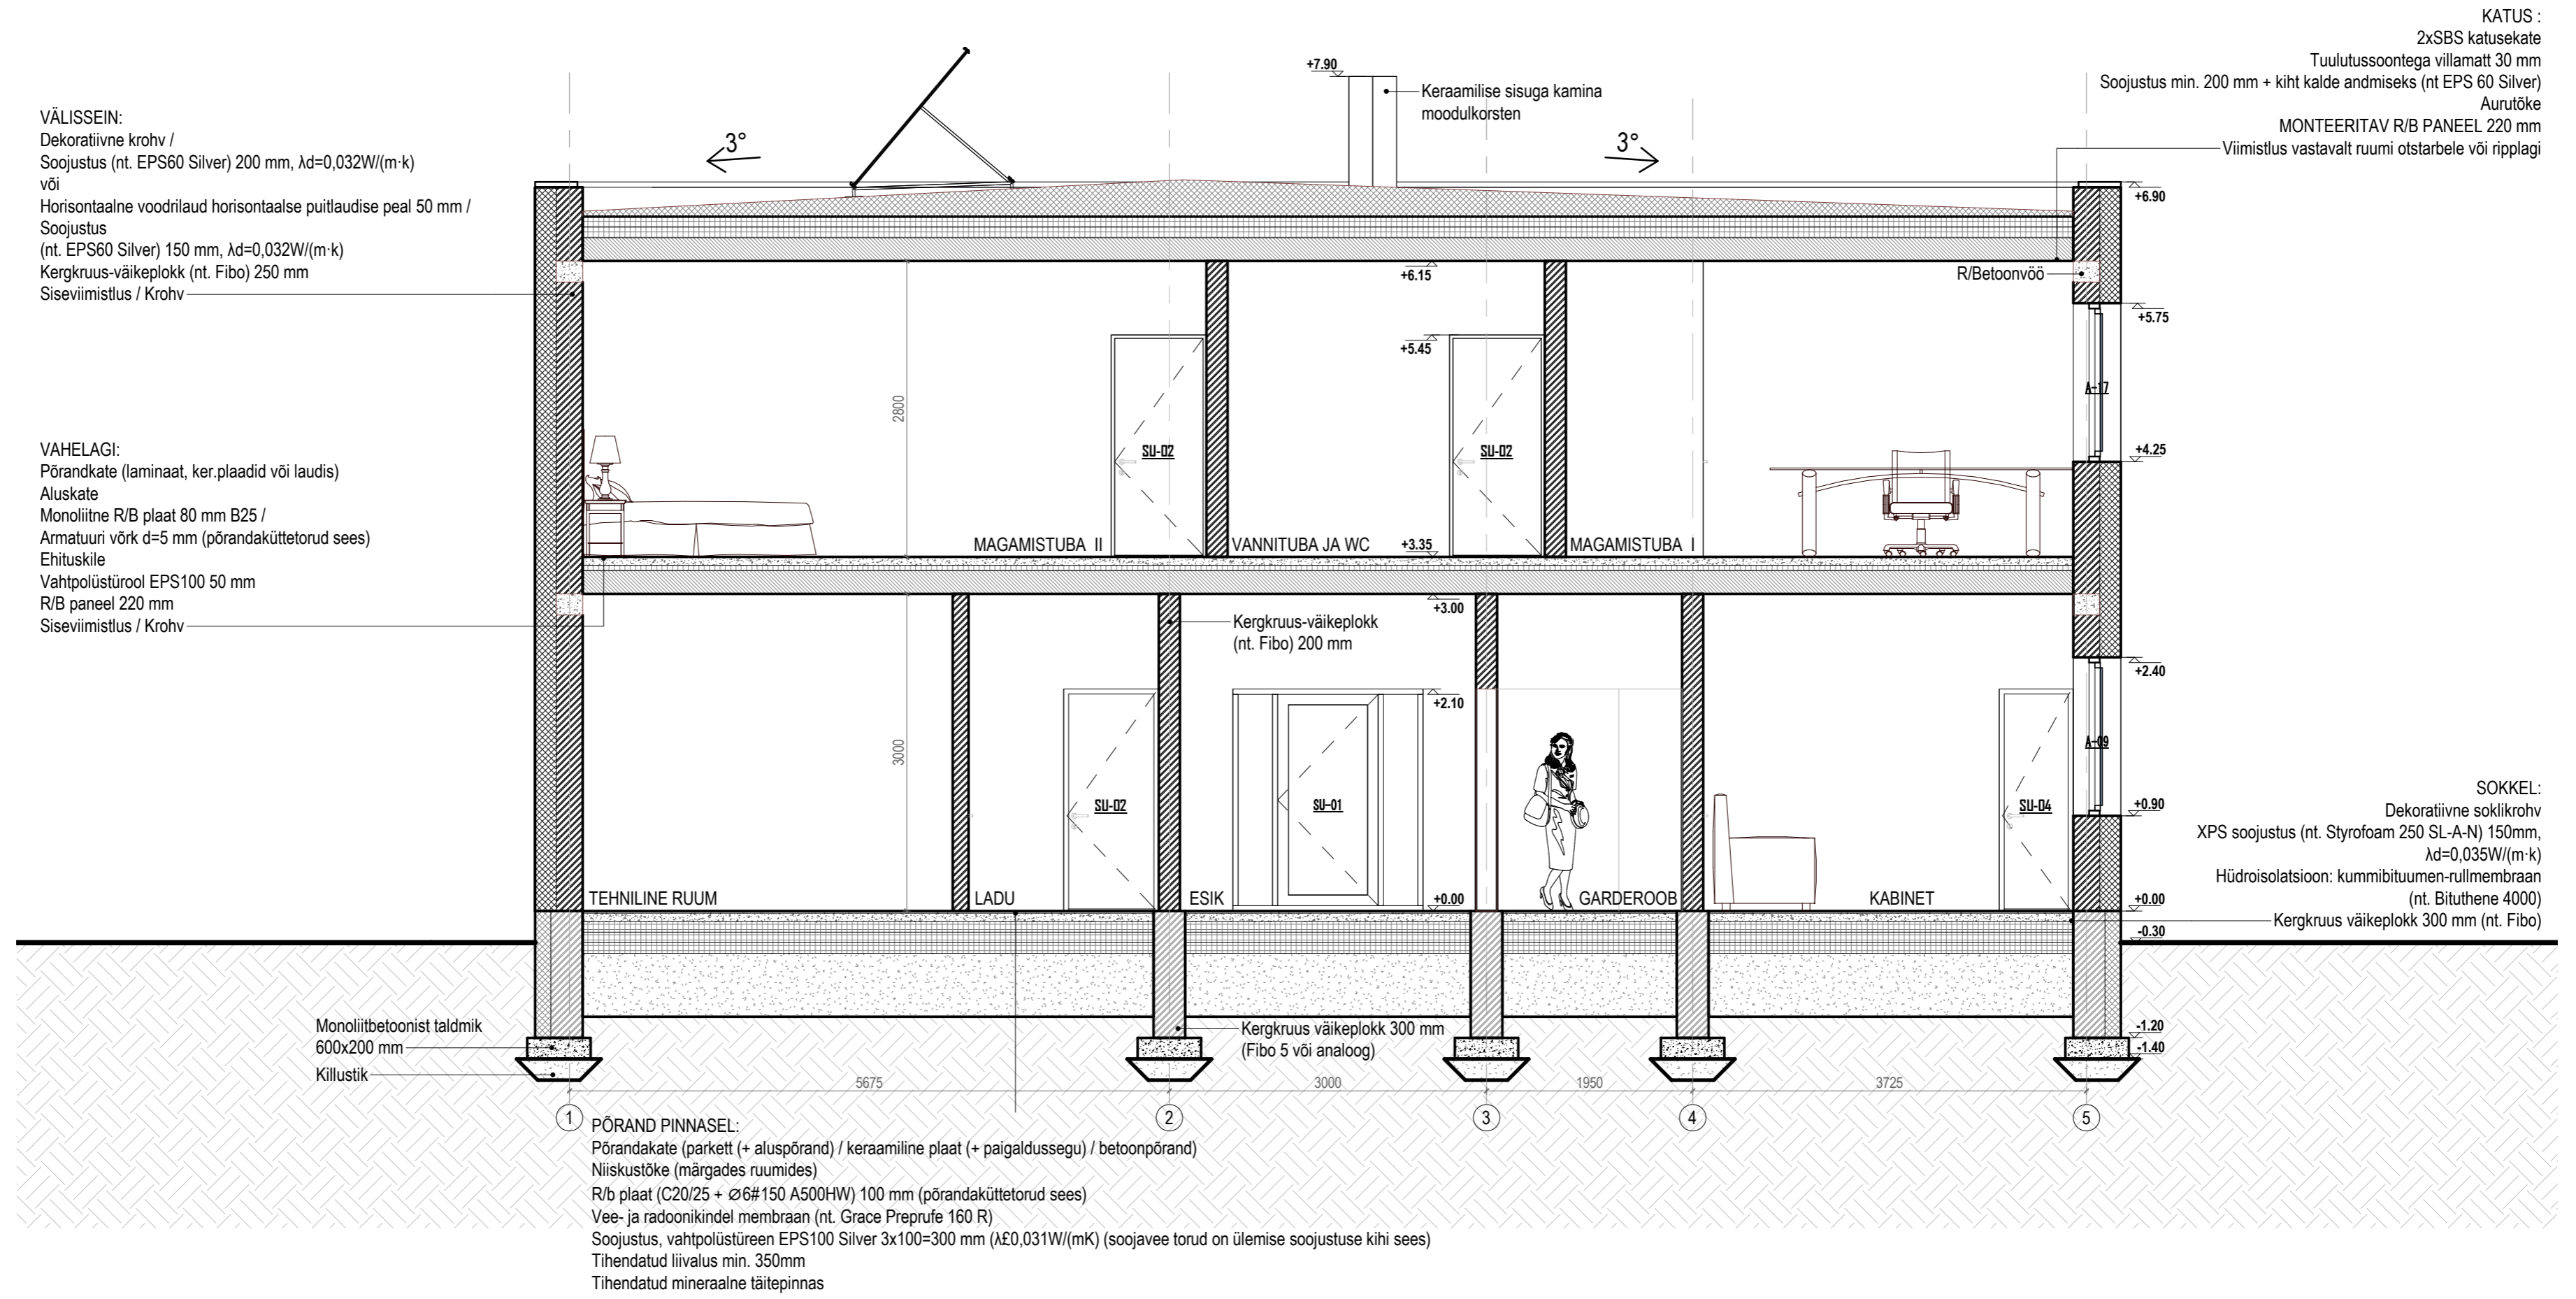 KATUS :
2xSBS katusekate
Tuulutussoontega villamatt 30 mm
Soojustus min. 200 mm + kiht kalde andmiseks (nt EPS 60 Silver)
Aurutõke
MONTEERITAV R/B PANEEL 220 mm
Viimistlus vastavalt ruumi otstarbele või ripplagi
+7.90
Keraamilise sisuga kamina
moodulkorsten
3°
3°
VÄLISSEIN:
Dekoratiivne krohv /
Soojustus (nt. EPS60 Silver) 200 mm, λd=0,032W/(m·k)
või
Horisontaalne voodrilaud horisontaalse puitlaudise peal 50 mm /
Soojustus
(nt. EPS60 Silver) 150 mm, λd=0,032W/(m·k)
Kergkruus-väikeplokk (nt. Fibo) 250 mm
Siseviimistlus / Krohv
+6.90
+6.15
R/Betoonvöö
+5.75
+5.45
A-17
2800
SU-02
SU-02
+4.25
VAHELAGI:
Põrandkate (laminaat, ker.plaadid või laudis)
Aluskate
Monoliitne R/B plaat 80 mm B25 /
Armatuuri võrk d=5 mm (põrandaküttetorud sees)
Ehituskile
Vahtpolüstürool EPS100 50 mm
R/B paneel 220 mm
Siseviimistlus / Krohv
MAGAMISTUBA II
VANNITUBA JA WC
+3.35
MAGAMISTUBA I
+3.00
Kergkruus-väikeplokk
(nt. Fibo) 200 mm
+2.40
+2.10
3000
A-09
SU-02
SU-01
SU-04
+0.90
TEHNILINE RUUM
LADU
ESIK
+0.00
GARDEROOB
KABINET
+0.00
-0.30
SOKKEL:
Dekoratiivne soklikrohv
XPS soojustus (nt. Styrofoam 250 SL-A-N) 150mm,
λd=0,035W/(m·k)
Hüdroisolatsioon: kummibituumen-rullmembraan
(nt. Bituthene 4000)
Kergkruus väikeplokk 300 mm (nt. Fibo)
Monoliitbetoonist taldmik
600x200 mm
Killustik
Kergkruus väikeplokk 300 mm
(Fibo 5 või analoog)
-1.20
-1.40
5675
3000
1950
3725
1
2
3
4
5
PÕRAND PINNASEL:
Põrandakate (parkett (+ aluspõrand) / keraamiline plaat (+ paigaldussegu) / betoonpõrand)
Niiskustõke (märgades ruumides)
R/b plaat (C20/25 + ∅6#150 A500HW) 100 mm (põrandaküttetorud sees)
Vee- ja radoonikindel membraan (nt. Grace Preprufe 160 R)
Soojustus, vahtpolüstüreen EPS100 Silver 3x100=300 mm (λ£0,031W/(mK) (soojavee torud on ülemise soojustuse kihi sees)
Tihendatud liivalus min. 350mm
Tihendatud mineraalne täitepinnas